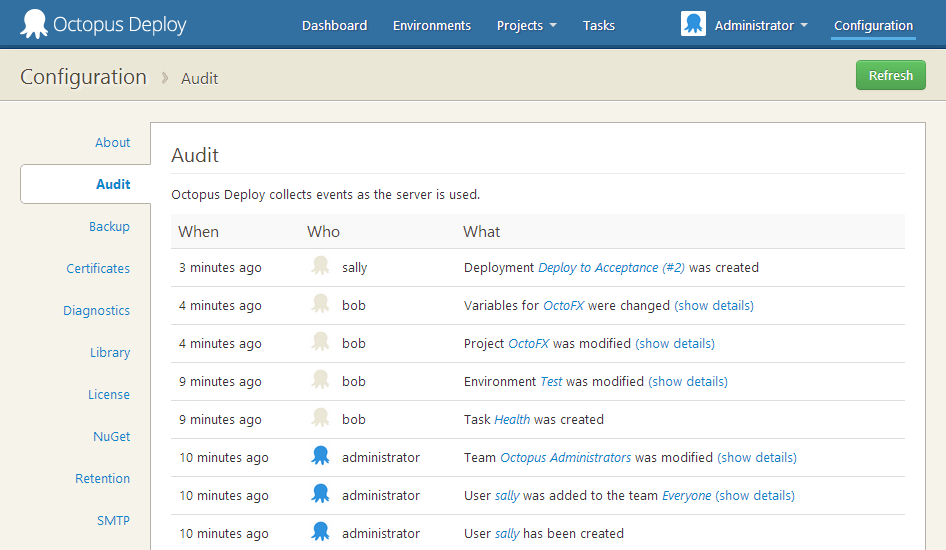 Octopus Deploy Dashboard Environments Projects Tasks Administrator Configuration
Configuration Audit Refresh
About
Audit
Backup
Certificates
Diagnostics
Library
License
NuGet
Retention
SMTP
Audit
Octopus Deploy collects events as the server is used.
When Who What
3 minutes ago sally Deployment Deploy to Acceptance (#2) was created
4 minutes ago bob Variables for OctoFX were changed (show details)
4 minutes ago bob Project OctoFX was modified (show details)
9 minutes ago bob Environment Test was modified (show details)
9 minutes ago bob Task Health was created
10 minutes ago administrator Team Octopus Administrators was modified (show details)
10 minutes ago administrator User sally was added to the team Everyone (show details)
10 minutes ago administrator User sally has been created